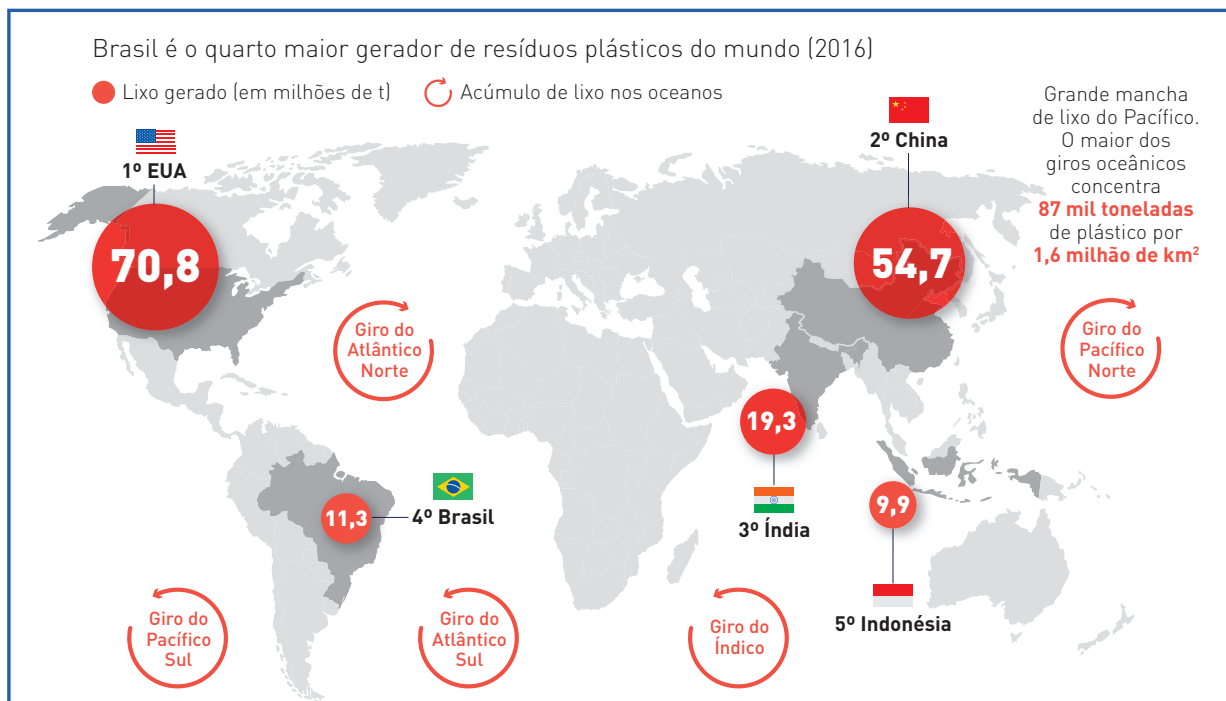 Brasil é o quarto maior gerador de resíduos plásticos do mundo (2016)
Lixo gerado (em milhões de t)
Acúmulo de lixo nos oceanos
1º EUA
70,8
2º China
54,7
Grande mancha
de lixo do Pacífico.
O maior dos
giros oceânicos
concentra
87 mil toneladas
de plástico por
1,6 milhão de km²
Giro do
Atlântico
Norte
Giro do
Pacífico
Norte
19,3
3º Índia
11,3
4º Brasil
9,9
5º Indonésia
Giro do
Pacífico
Sul
Giro do
Atlântico
Sul
Giro do
Índico